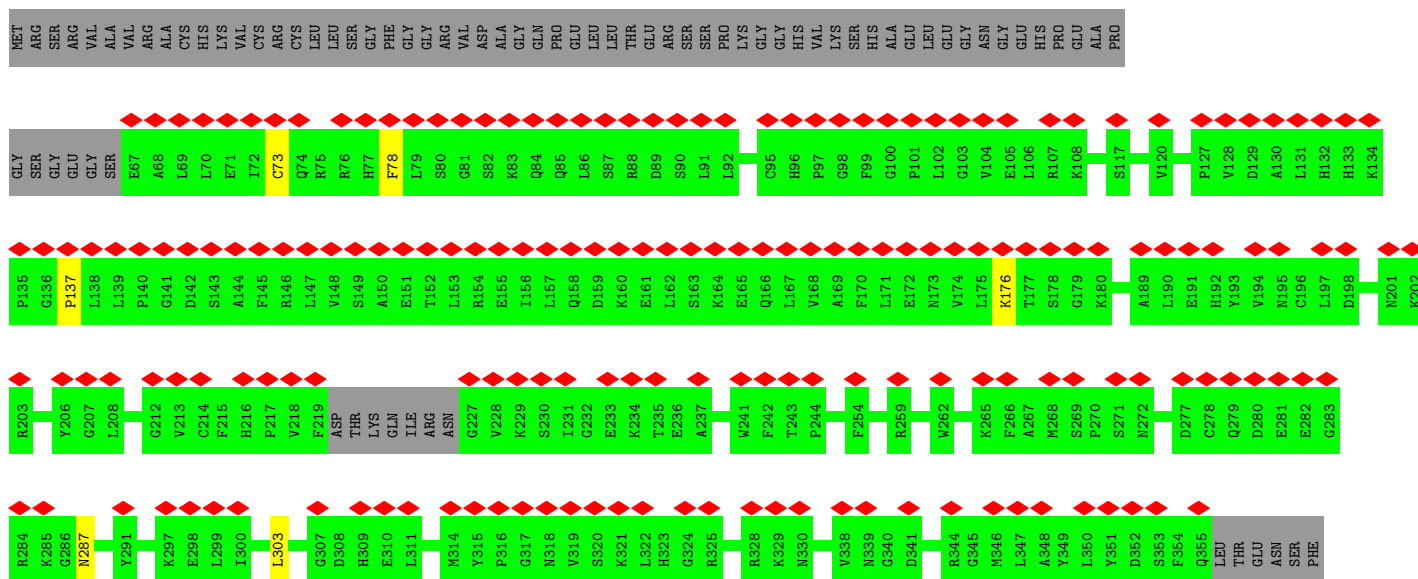 MET ARG SER ARG VAL ALA VAL ARG ALA CYS HIS LYS VAL CYS ARG CYS LEU LEU SER GLY PHE GLY GLY ARG VAL ASP ALA GLY GLN PRO GLU LEU LEU THR GLU ARG SER SER PRO LYS GLY GLY HIS VAL LYS SER HIS ALA GLU LEU GLU GLY ASN GLY GLU HIS PRO GLU ALA PRO
GLY SER GLY GLU GLY SER E67 A68 L69 L70 E71 I72 C73 Q74 R75 R76 H77 F78 L79 S80 G81 S82 K83 Q84 Q85 L86 S87 R88 D89 S90 L91 L92 C95 H96 P97 G98 F99 G100 P101 L102 G103 V104 E105 L106 R107 K108 S117 V120 P127 V128 D129 A130 L131 H132 H133 K134
P135 G136 P137 L138 L139 P140 G141 D142 S143 A144 F145 R146 L147 V148 S149 A150 E151 T152 L153 R154 E155 I156 L157 Q158 D159 K160 E161 L162 S163 K164 E165 Q166 L167 V168 A169 F170 L171 E172 N173 V174 L175 K176 T177 S178 G179 K180 A189 L190 E191 H192 Y193 V194 N195 C196 L197 D198 N201 K202
R203 Y206 G207 L208 G212 V213 C214 F215 H216 P217 V218 F219 ASP THR LYS GLN ILE ARG ASN G227 V228 K229 S230 I231 G232 E233 K234 T235 E236 A237 W241 F242 T243 P244 F254 R259 W262 K265 F266 A267 M268 S269 P270 S271 N272 D277 C278 Q279 D280 E281 E282 G283
R284 K285 G286 N287 Y291 K297 E298 L299 I300 L303 G307 D308 H309 E310 L311 M314 Y315 P316 G317 N318 V319 S320 K321 L322 H323 G324 R325 R328 K329 N330 V338 N339 G340 D341 R344 G345 M346 L347 A348 Y349 L350 Y351 D352 S353 F354 Q355 LEU THR GLU ASN SER PHE